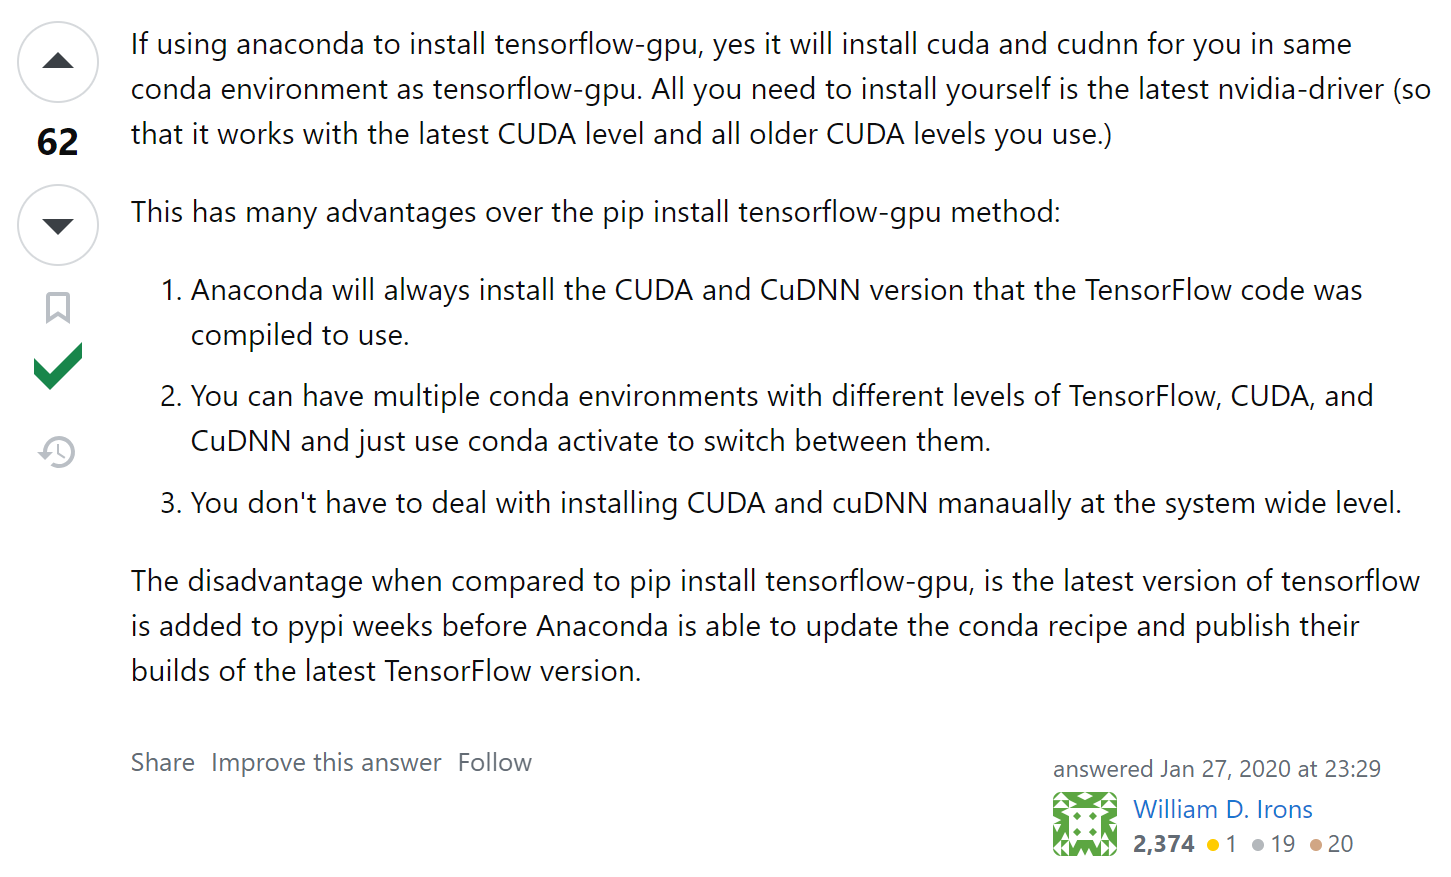 If using anaconda to install tensorflow-gpu, yes it will install cuda and cudnn for you in same
conda environment as tensorflow-gpu. All you need to install yourself is the latest nvidia-driver (so
that it works with the latest CUDA level and all older CUDA levels you use.)
62
This has many advantages over the pip install tensorflow-gpu method:
1. Anaconda will always install the CUDA and CuDNN version that the TensorFlow code was
compiled to use.
2. You can have multiple conda environments with different levels of TensorFlow, CUDA, and
CuDNN and just use conda activate to switch between them.
3. You don't have to deal with installing CUDA and cuDNN manaually at the system wide level.
The disadvantage when compared to pip install tensorflow-gpu, is the latest version of tensorflow
is added to pypi weeks before Anaconda is able to update the conda recipe and publish their
builds of the latest TensorFlow version.
Share Improve this answer Follow
answered Jan 27, 2020 at 23:29
William D. Irons
2,374 1 19 20